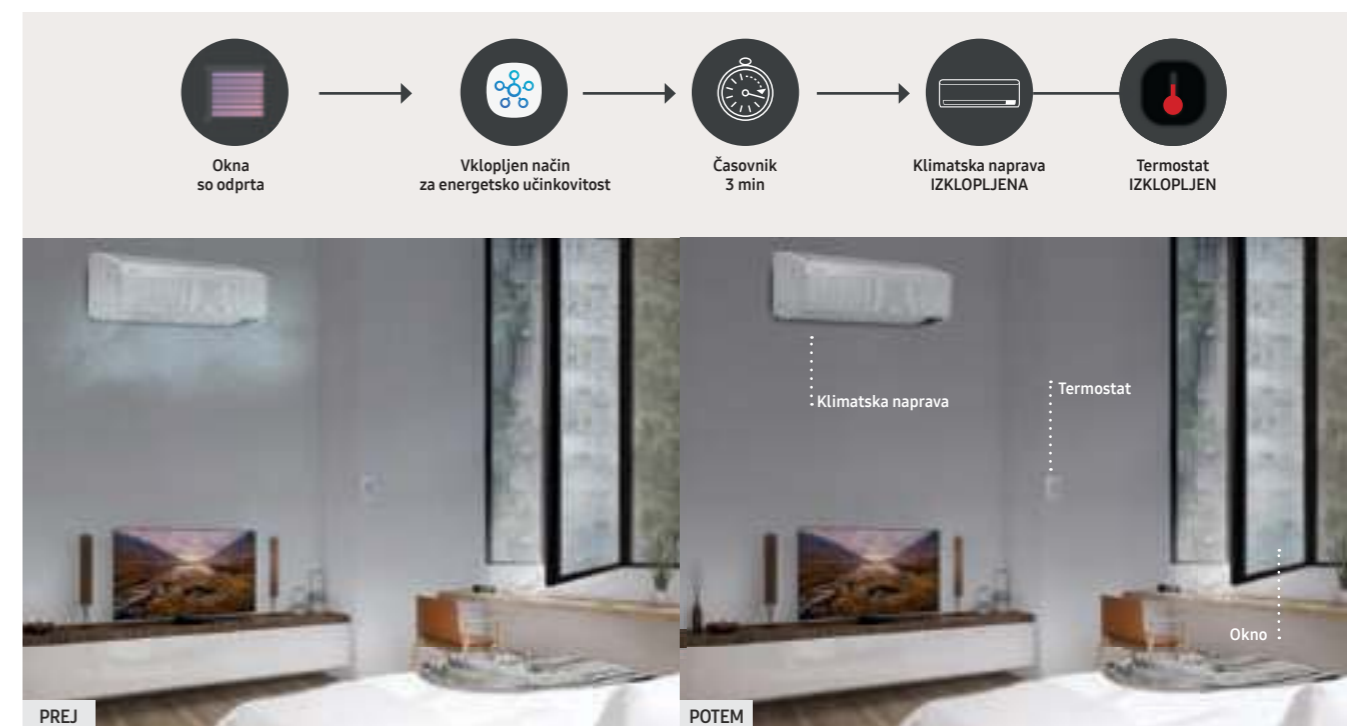 Okna
so odprta
Vklopljen način
za energetsko učinkovitost
Časovnik
3 min
Klimatska naprava
IZKLOPLJENA
Termostat
IZKLOPLJEN
Klimatska naprava
Termostat
Okno
PREJ
POTEM